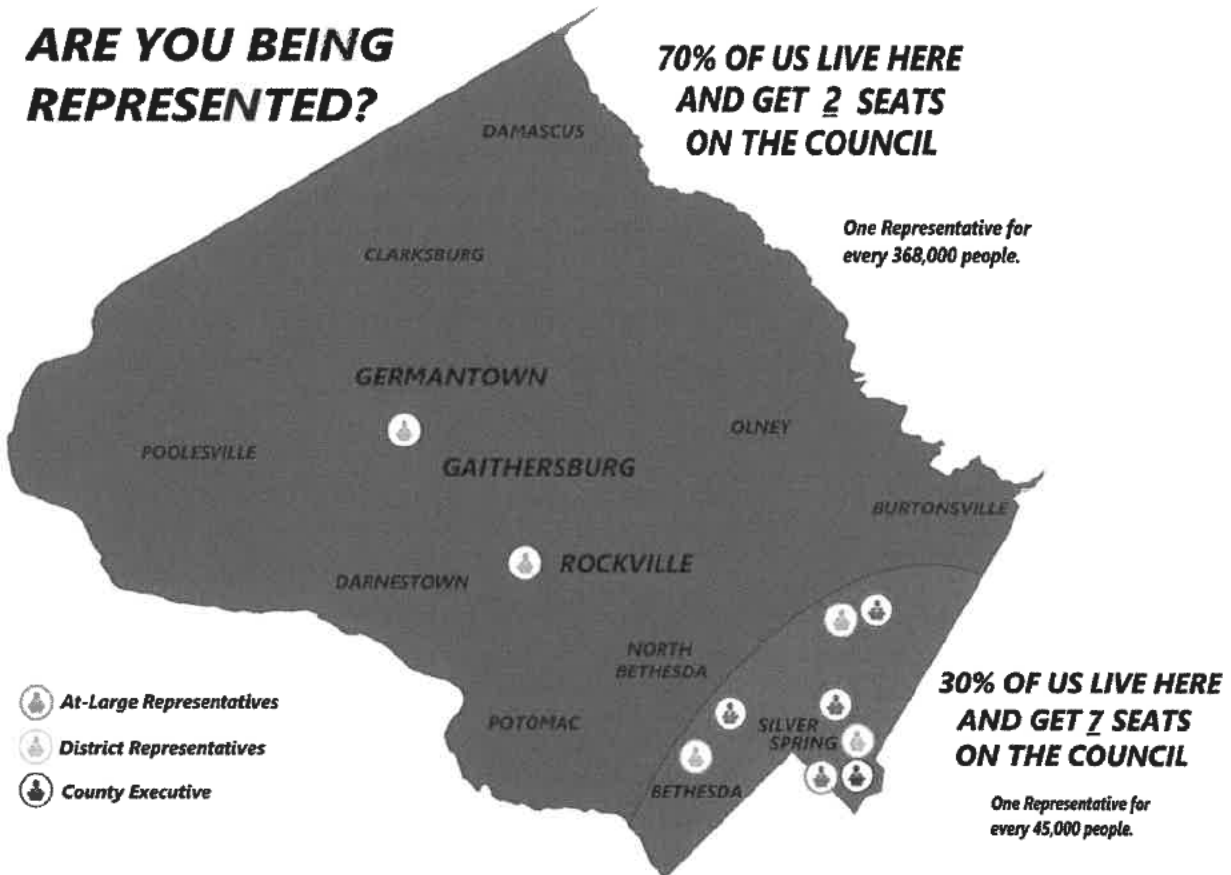 ARE YOU BEING
REPRESENTED?
70% OF US LIVE HERE
AND GET 2 SEATS
ON THE COUNCIL
One Representative for
every 368,000 people.
DAMASCUS
CLARKSBURG
GERMANTOWN
OLNEY
POOLESVILLE
GAITHERSBURG
BURTONSVILLE
ROCKVILLE
DARNESTOWN
NORTH
BETHESDA
POTOMAC
SILVER
SPRING
BETHESDA
At-Large Representatives
District Representatives
County Executive
30% OF US LIVE HERE
AND GET 7 SEATS
ON THE COUNCIL
One Representative for
every 45,000 people.